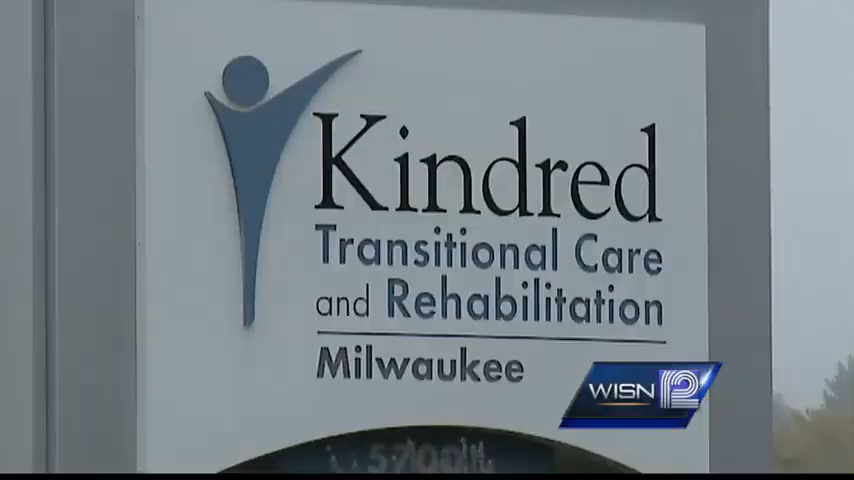 Kindred
Transitional Care
and Rehabilitation
Milwaukee
WISN 12